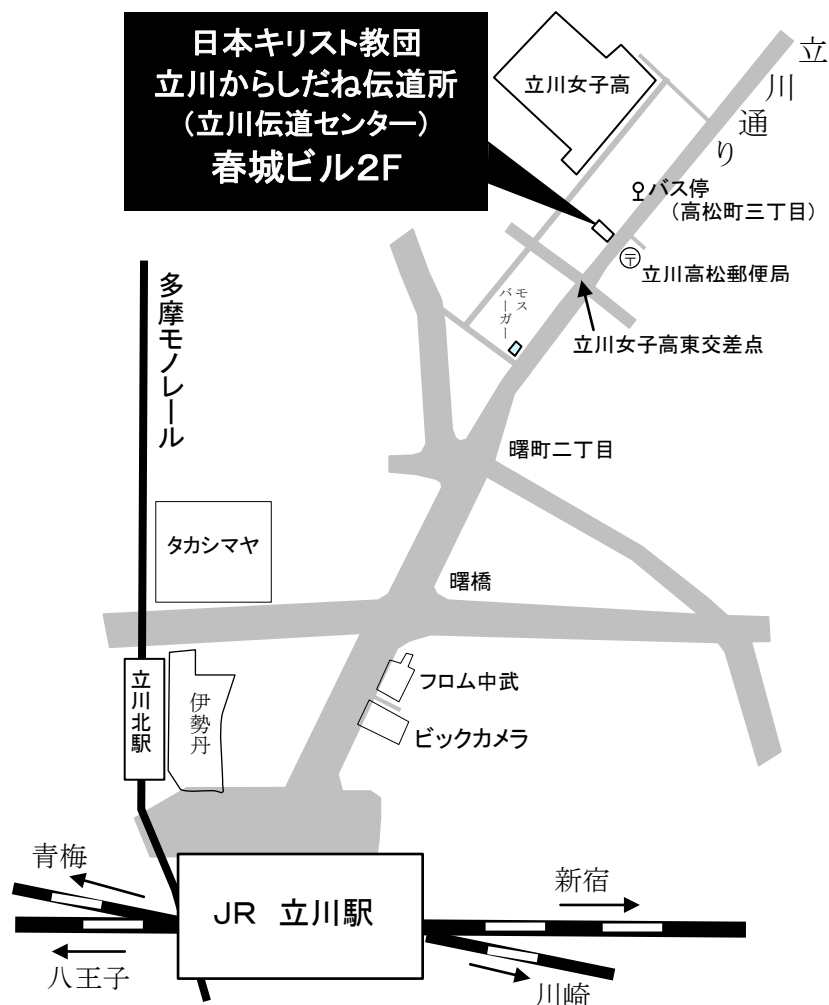 日本キリスト教団
立川からしだね伝道所
(立川伝道センター)
春城ビル2F
立川女子高
立川通り
バス停
(高松町三丁目)
〒
立川高松郵便局
モス
バーガー
立川女子高東交差点
多摩モノレール
曙町二丁目
タカシマヤ
曙橋
立川北駅
伊勢丹
フロム中武
ビックカメラ
青梅
JR 立川駅
新宿
八王子
川崎